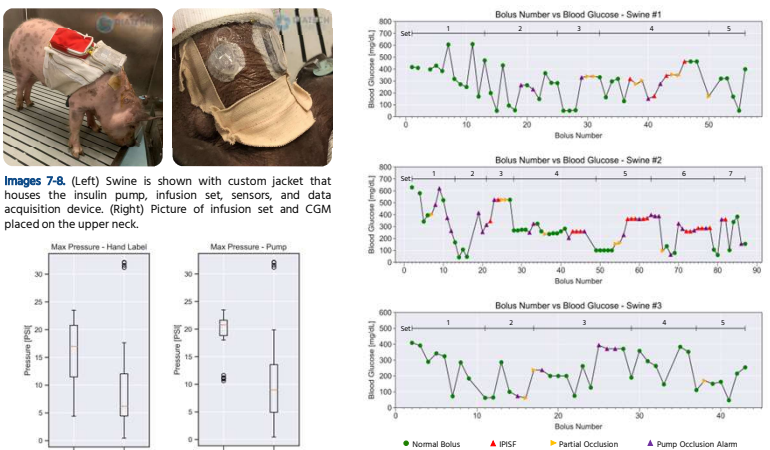 Images 7-8. (Left) Swine is shown with custom jacket that
houses the insulin pump, infusion set, sensors, and data
acquisition device. (Right) Picture of infusion set and CGM
placed on the upper neck.
Max Pressure - Hand Label
Pressure [PSI]
30
25
20
15
10
5
0
Max Pressure - Pump
Pressure [PSI]
30
25
20
15
10
5
0
Bolus Number vs Blood Glucose - Swine #1
Blood Glucose [mg/dL]
800
700
600
500
400
300
200
100
0
Set: 1 2 3 4 5
0 10 20 30 40 50
Bolus Number
Bolus Number vs Blood Glucose - Swine #2
Blood Glucose [mg/dL]
800
700
600
500
400
300
200
100
0
Set: 1 2 3 4 5 6 7
0 10 20 30 40 50 60 70 80 90
Bolus Number
Bolus Number vs Blood Glucose - Swine #3
Blood Glucose [mg/dL]
600
500
400
300
200
100
0
Set: 1 2 3 4 5
0 10 20 30 40
Bolus Number
Normal Bolus IPISF Partial Occlusion Pump Occlusion Alarm